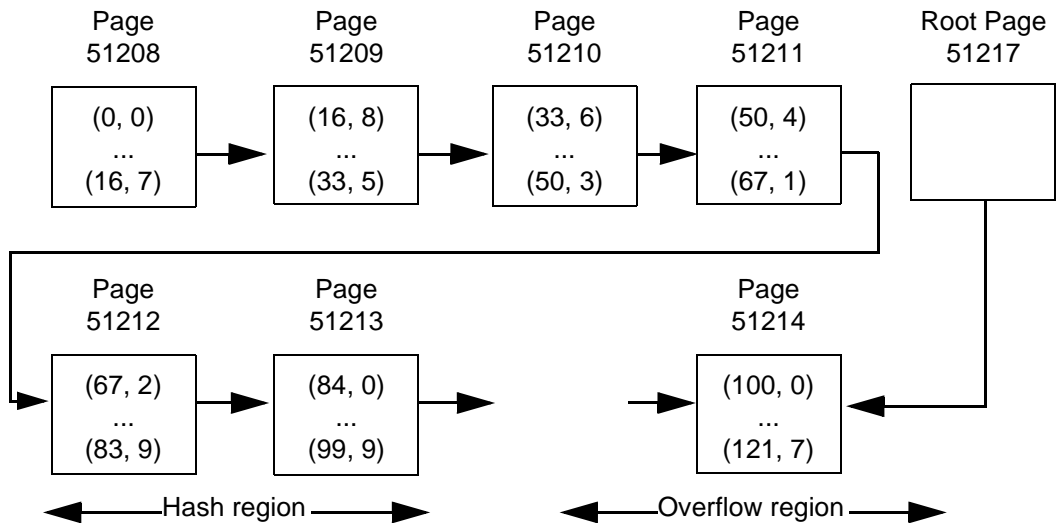 Page
51208
Page
51209
Page
51210
Page
51211
Root Page
51217
(0, 0)
...
(16, 7)
(16, 8)
...
(33, 5)
(33, 6)
...
(50, 3)
(50, 4)
...
(67, 1)
Page
51212
Page
51213
Page
51214
(67, 2)
...
(83, 9)
(84, 0)
...
(99, 9)
(100, 0)
...
(121, 7)
Hash region
Overflow region